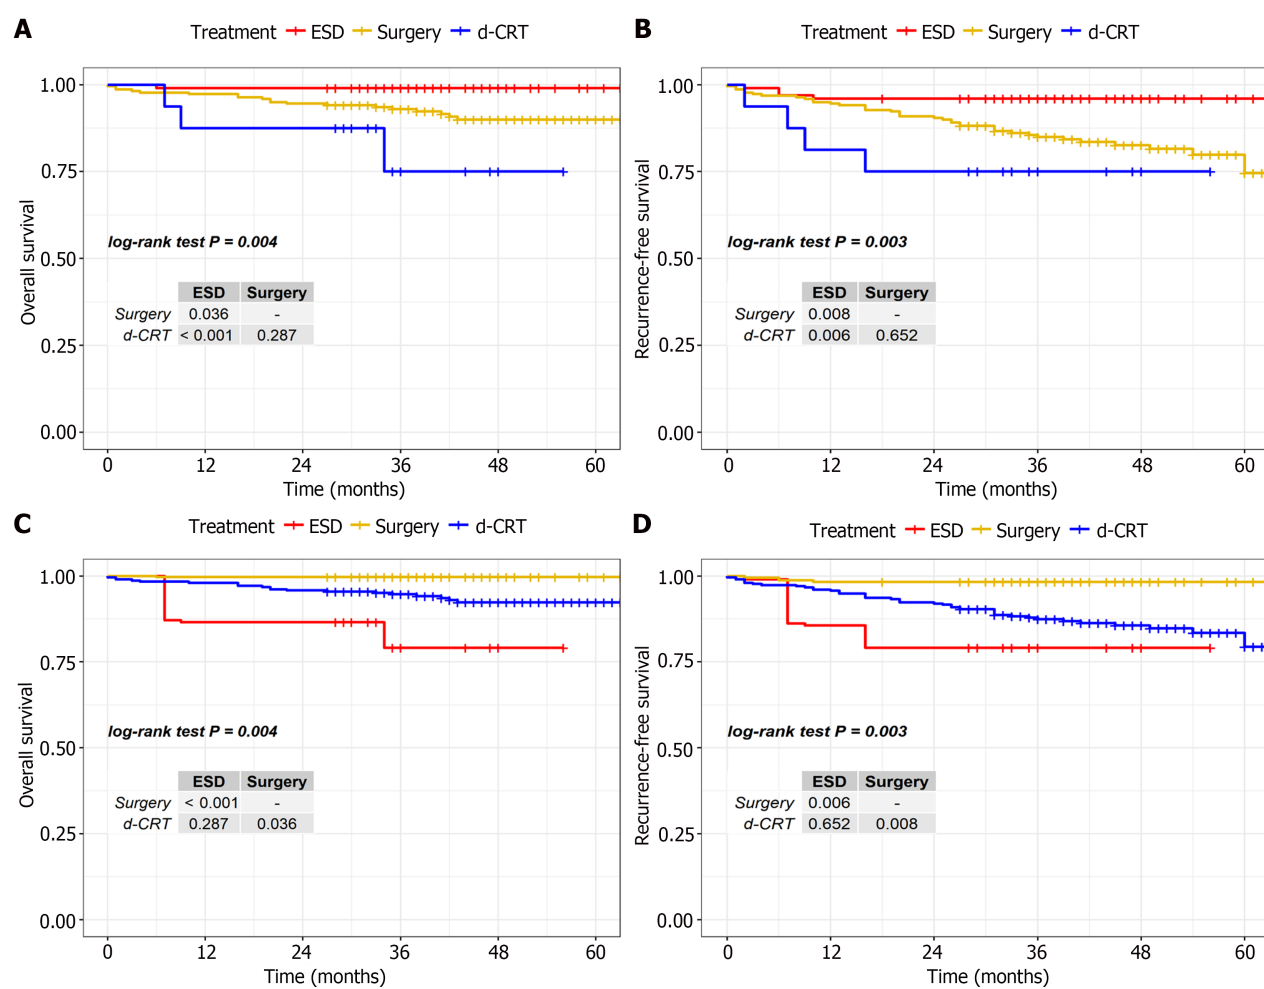 A
Treatment ESD Surgery d-CRT
Overall survival
1.00
0.75
0.50
0.25
0.00
log-rank test P = 0.004
ESD Surgery
Surgery 0.036 -
d-CRT < 0.001 0.287
0 12 24 36 48 60
Time (months)
B
Treatment ESD Surgery d-CRT
Recurrence-free survival
1.00
0.75
0.50
0.25
0.00
log-rank test P = 0.003
ESD Surgery
Surgery 0.008 -
d-CRT 0.006 0.652
0 12 24 36 48 60
Time (months)
C
Treatment ESD Surgery d-CRT
Overall survival
1.00
0.75
0.50
0.25
0.00
log-rank test P = 0.004
ESD Surgery
Surgery < 0.001 -
d-CRT 0.287 0.036
0 12 24 36 48 60
Time (months)
D
Treatment ESD Surgery d-CRT
Recurrence-free survival
1.00
0.75
0.50
0.25
0.00
log-rank test P = 0.003
ESD Surgery
Surgery 0.006 -
d-CRT 0.652 0.008
0 12 24 36 48 60
Time (months)